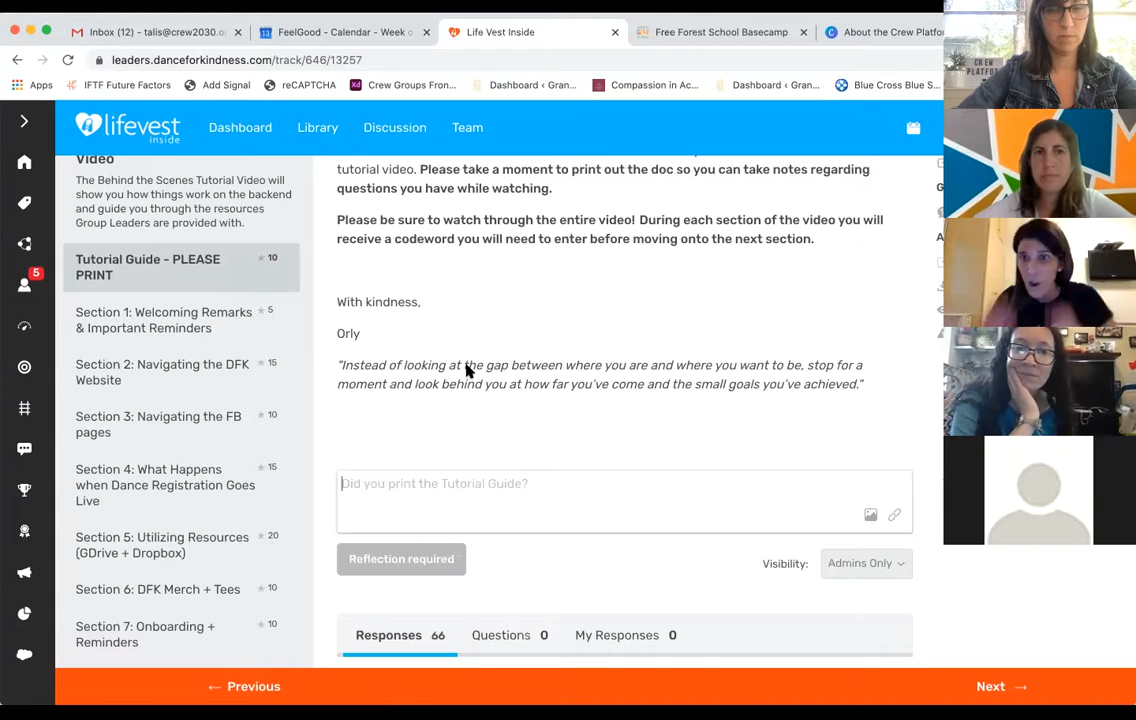 Inbox (12) - talis@crew2030.o
FeelGood - Calendar - Week o
Life Vest Inside
Free Forest School Basecamp
About the Crew Platfo
leaders.danceforkindness.com/track/646/13257
Apps
IFTF Future Factors
Add Signal
reCAPTCHA
Crew Groups Fron...
Dashboard ‹ Gran...
Compassion in Ac...
Dashboard ‹ Gran...
Blue Cross Blue S...
CREW
PLATFO
lifevest
inside
Dashboard
Library
Discussion
Team
5
Video
The Behind the Scenes Tutorial Video will
show you how things work on the backend
and guide you through the resources
Group Leaders are provided with.
Tutorial Guide - PLEASE
PRINT
10
Section 1: Welcoming Remarks
& Important Reminders
5
Section 2: Navigating the DFK
Website
15
Section 3: Navigating the FB
pages
10
Section 4: What Happens
when Dance Registration Goes
Live
15
Section 5: Utilizing Resources
(GDrive + Dropbox)
20
Section 6: DFK Merch + Tees
10
Section 7: Onboarding +
Reminders
10
tutorial video. Please take a moment to print out the doc so you can take notes regarding
questions you have while watching.
Please be sure to watch through the entire video! During each section of the video you will
receive a codeword you will need to enter before moving onto the next section.
With kindness,
Orly
"Instead of looking at the gap between where you are and where you want to be, stop for a
moment and look behind you at how far you've come and the small goals you've achieved."
Did you print the Tutorial Guide?
Reflection required
Visibility:
Admins Only
Responses 66
Questions 0
My Responses 0
← Previous
Next →